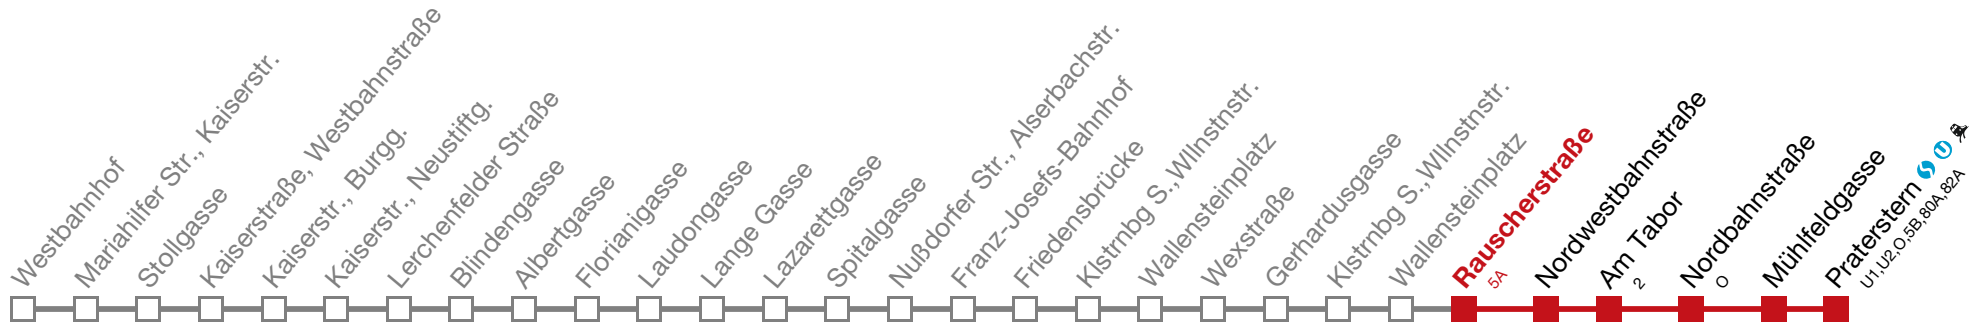 Westbahnhof
Mariahilfer Str., Kaiserstr.
Stollgasse
Kaiserstraße, Westbahnstraße
Kaiserstr., Burgg.
Kaiserstr., Neustiftg.
Lerchenfelder Straße
Blindengasse
Albertgasse
Florianigasse
Laudongasse
Lange Gasse
Lazarettgasse
Spitalgasse
Nußdorfer Str., Alserbachstr.
Franz-Josefs-Bahnhof
Friedensbrücke
Klstrnbg S., Wllnstnstr.
Wallensteinplatz
Wexstraße
Gerhardusgasse
Klstrnbg S., Wllnstnstr.
Wallensteinplatz
Rauscherstraße
5A
Nordwestbahnstraße
Am Tabor
2
Nordbahnstraße
O
Mühlfeldgasse
Praterstern S U
U1,U2,O,5B,80A,82A